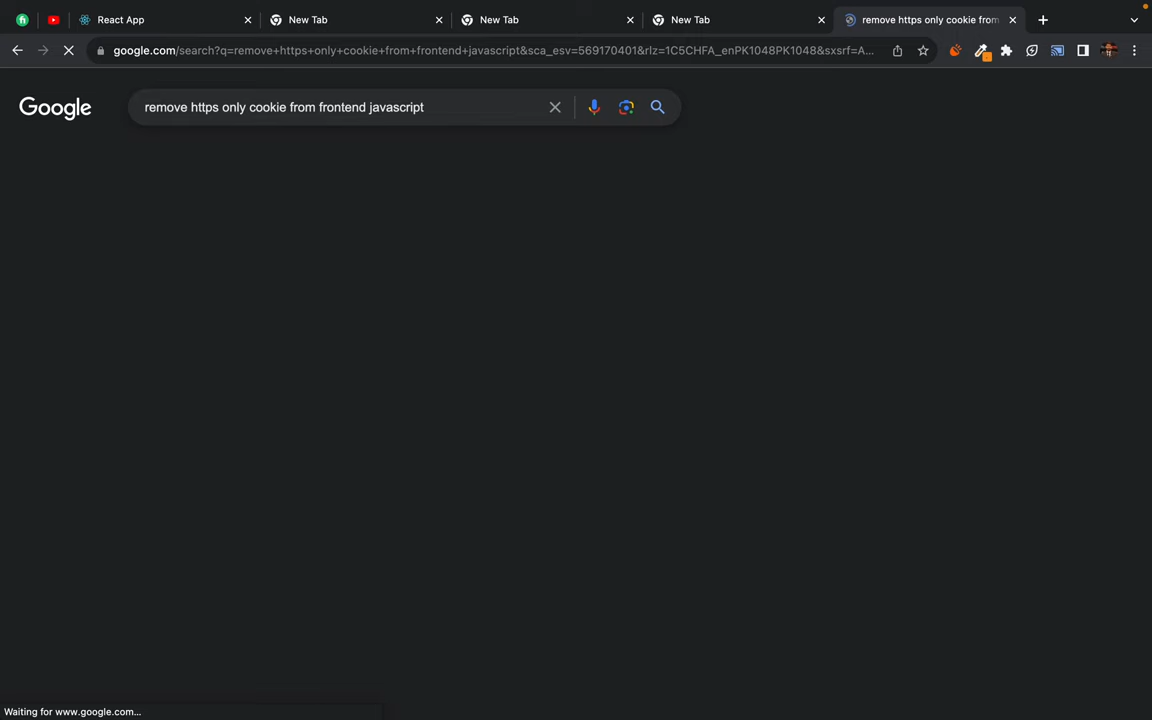 React App
New Tab
New Tab
New Tab
remove https only cookie from
google.com/search?q=remove+https+only+cookie+from+frontend+javascript&sca_esv=569170401&rlz=1C5CHFA_enPK1048PK1048&sxsrf=A...
Google
remove https only cookie from frontend javascript
Waiting for www.google.com...